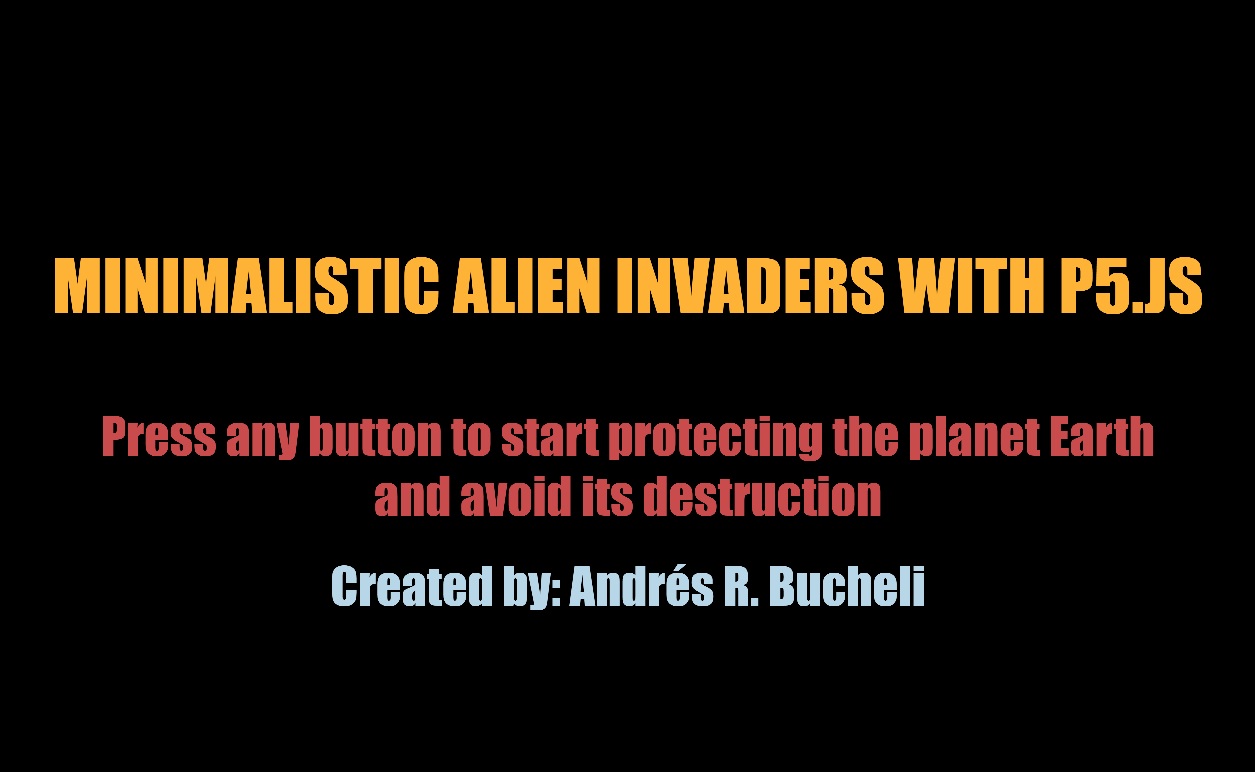 MINIMALISTIC ALIEN INVADERS WITH P5.JS
Press any button to start protecting the planet Earth
and avoid its destruction
Created by: Andrés R. Bucheli